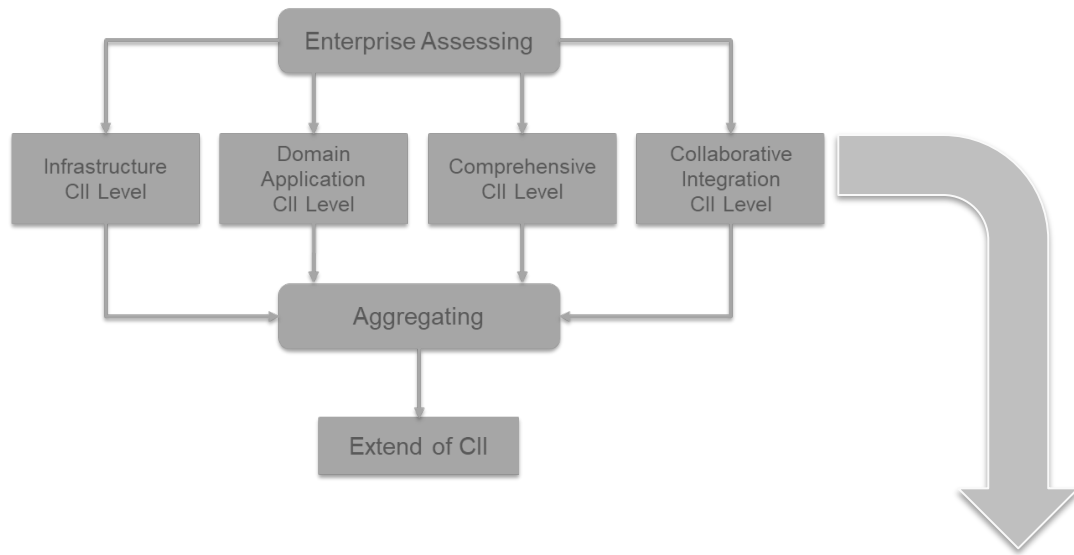 Enterprise Assessing
Infrastructure
CII Level
Domain
Application
CII Level
Comprehensive
CII Level
Collaborative
Integration
CII Level
Aggregating
Extend of CII